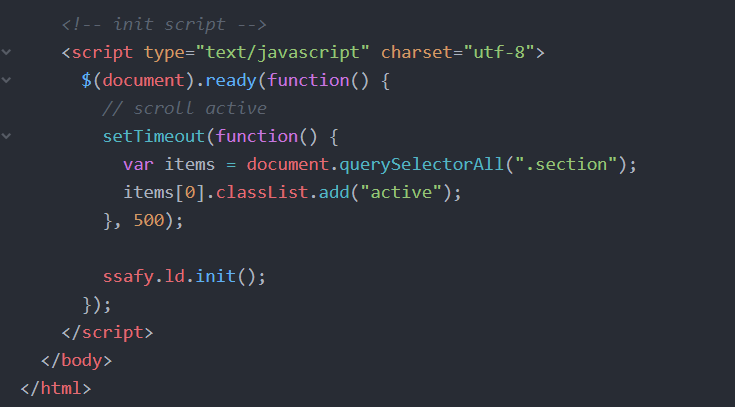 <!-- init script -->
<script type="text/javascript" charset="utf-8">
$(document).ready(function() {
// scroll active
setTimeout(function() {
var items = document.querySelectorAll(".section");
items[0].classList.add("active");
}, 500);
ssafy.ld.init();
});
</script>
</body>
</html>